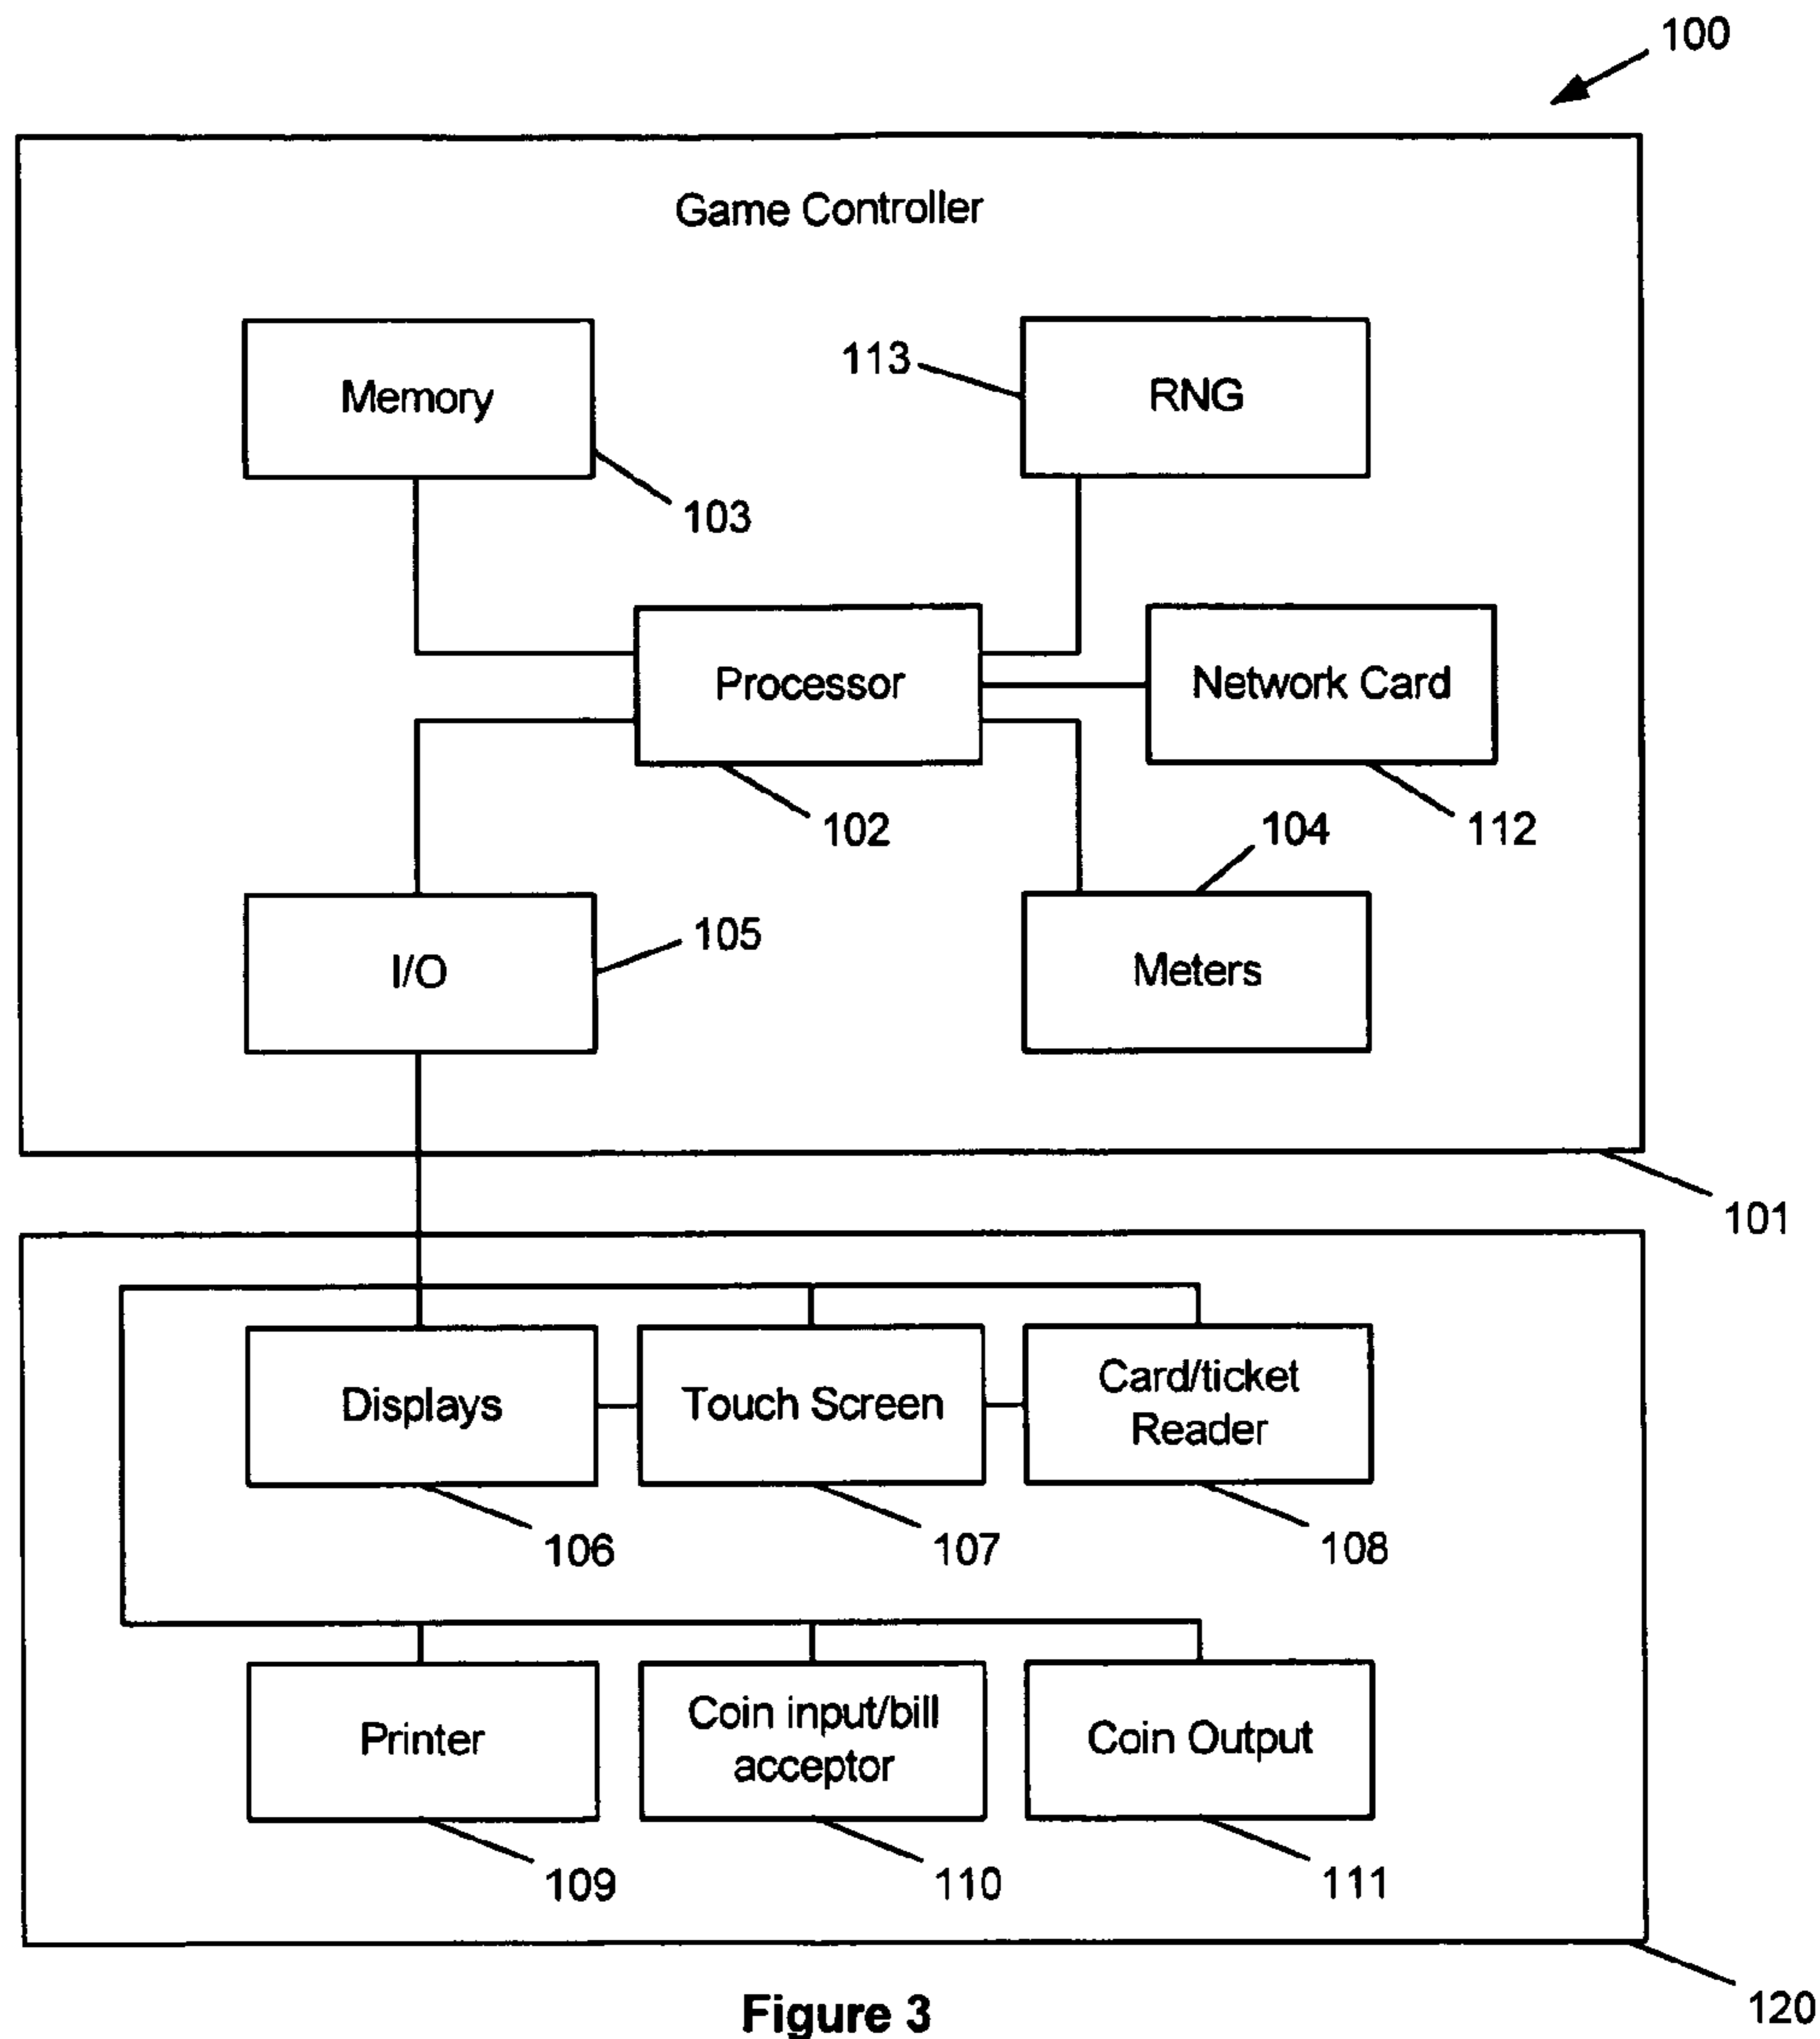 100
Game Controller
Memory
113
RNG
103
Processor
Network Card
102
104
112
I/O
105
Meters
101
Displays
Touch Screen
Card/ticket
Reader
106
107
108
Printer
Coin input/bill
acceptor
Coin Output
109
110
111
120
Figure 3